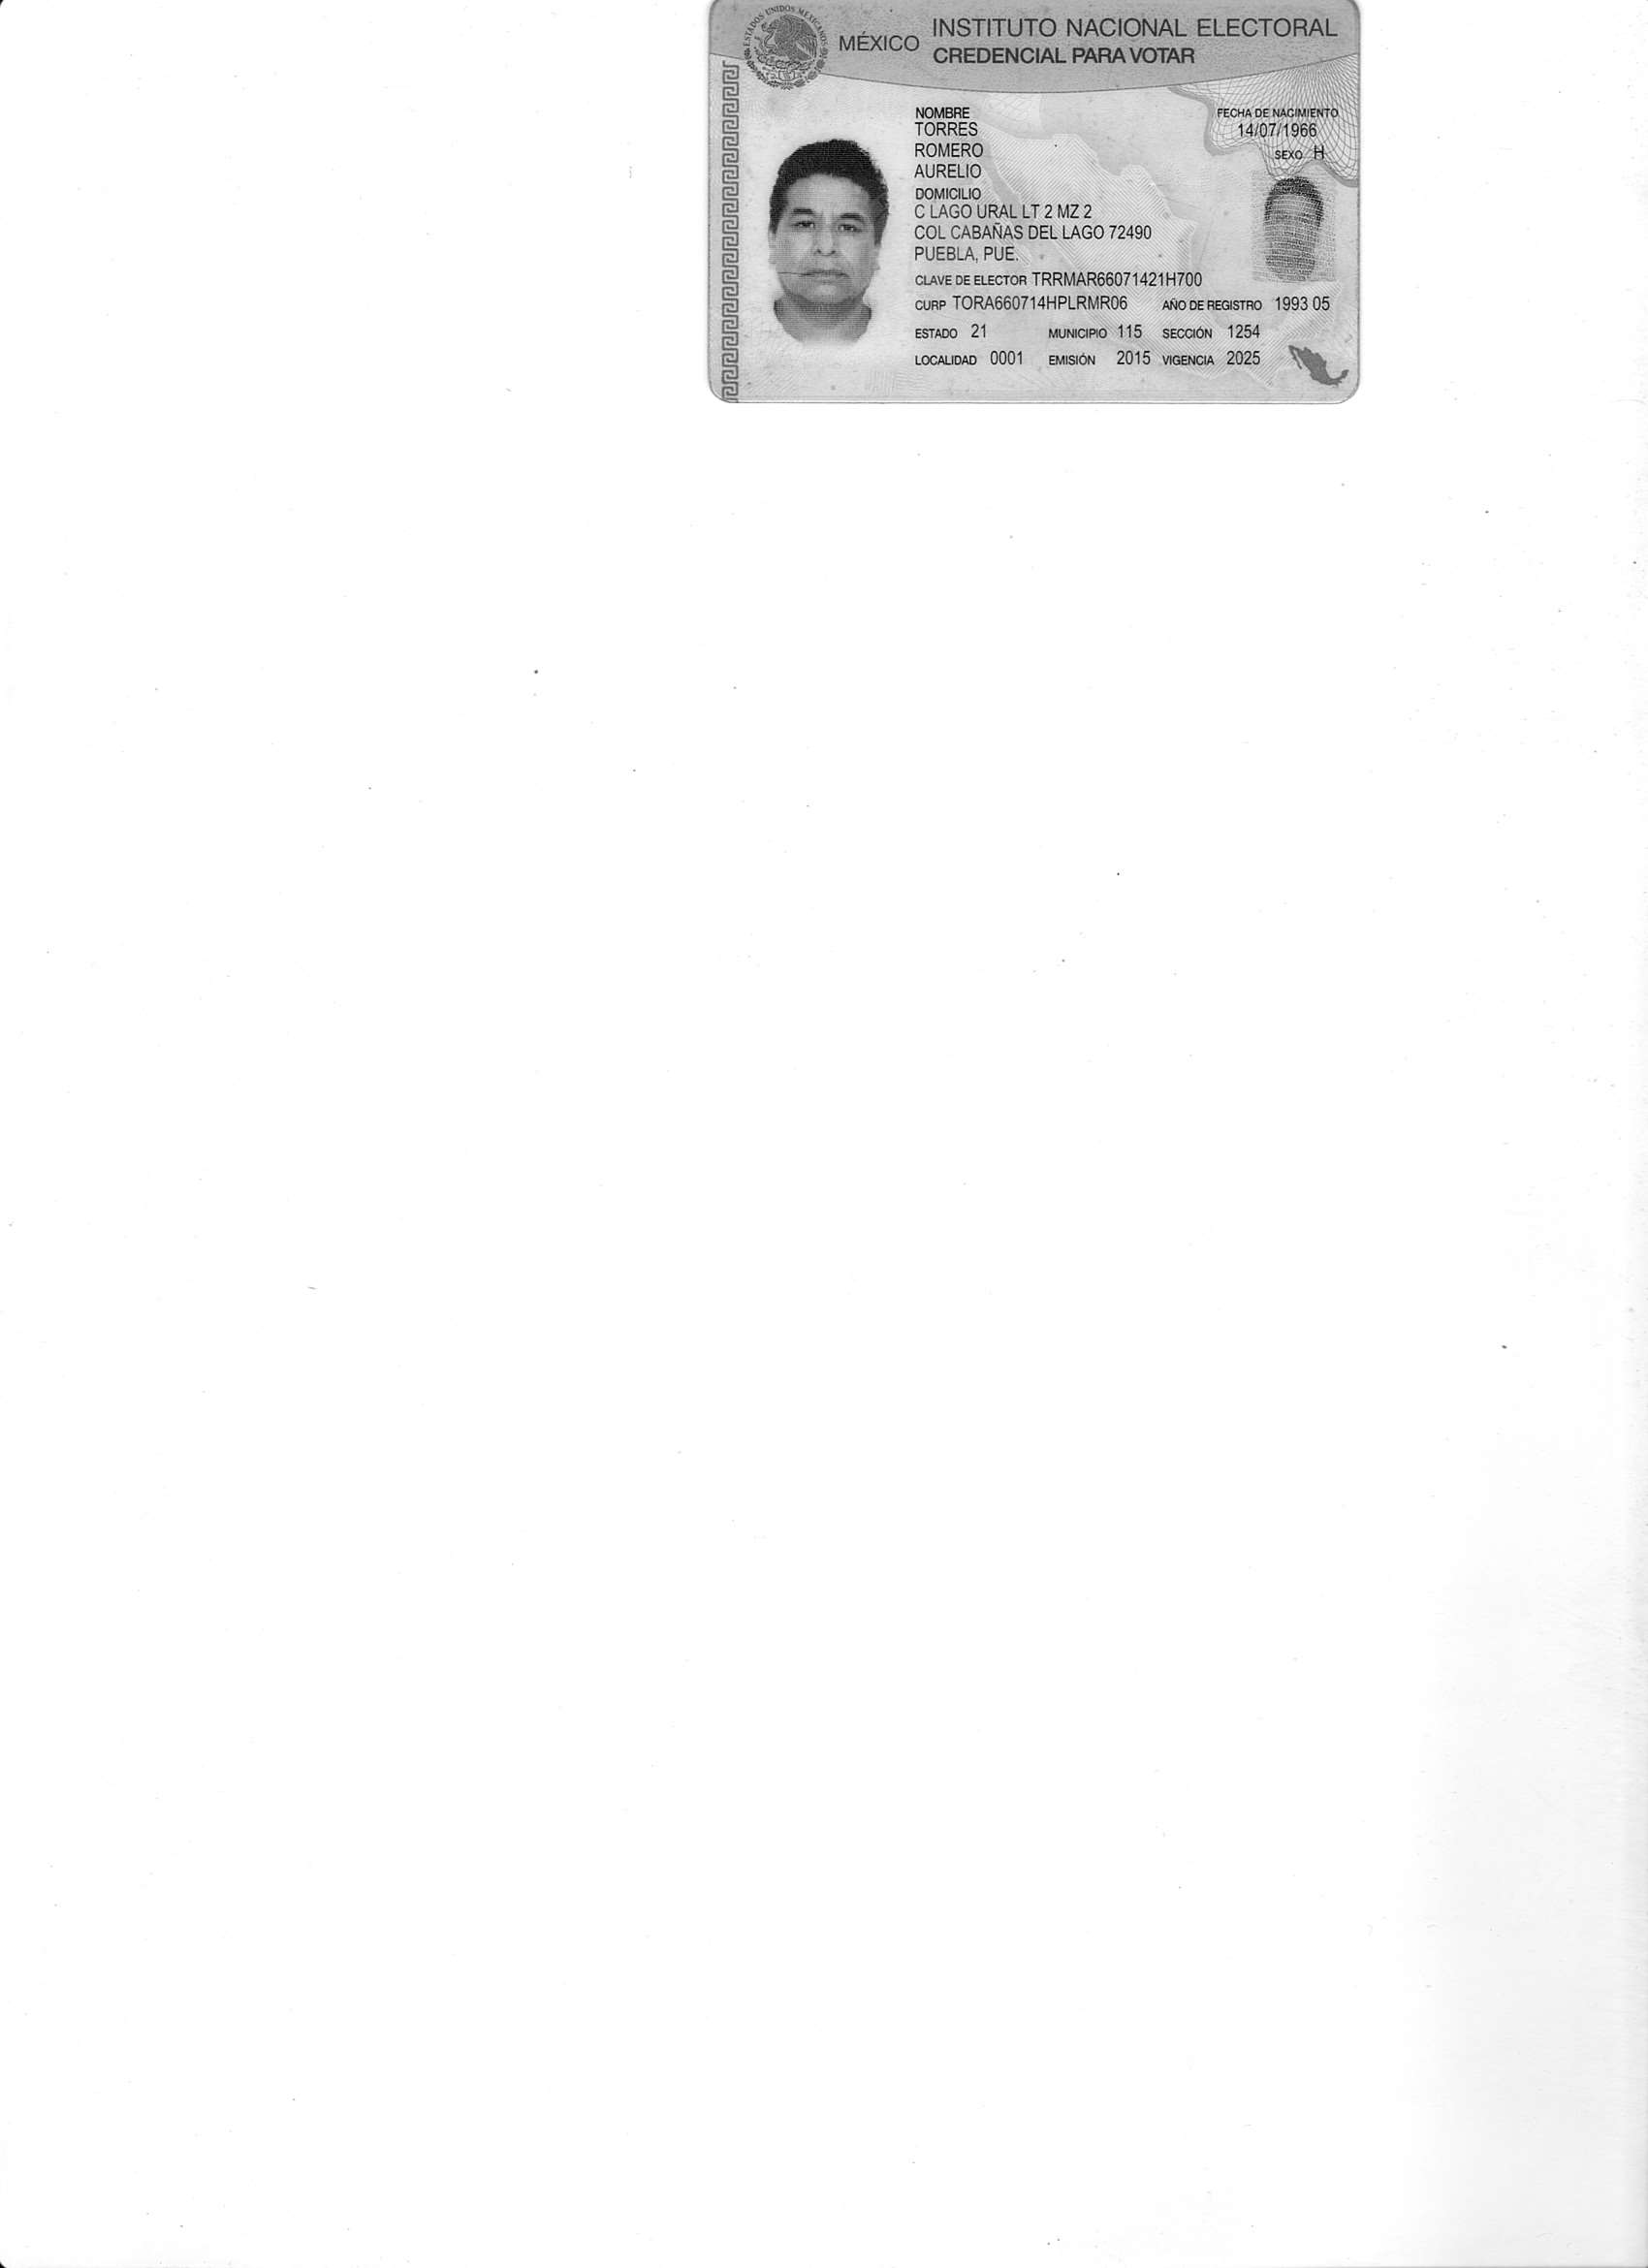 ESTADOS UNIDOS MEXICANOS
MÉXICO
INSTITUTO NACIONAL ELECTORAL
CREDENCIAL PARA VOTAR
NOMBRE
TORRES
ROMERO
AURELIO
FECHA DE NACIMIENTO
14/07/1966
SEXO H
DOMICILIO
C LAGO URAL LT 2 MZ 2
COL CABAÑAS DEL LAGO 72490
PUEBLA, PUE.
CLAVE DE ELECTOR TRRMAR66071421H700
CURP TORA660714HPLRMR06 AÑO DE REGISTRO 1993 05
ESTADO 21 MUNICIPIO 115 SECCIÓN 1254
LOCALIDAD 0001 EMISIÓN 2015 VIGENCIA 2025